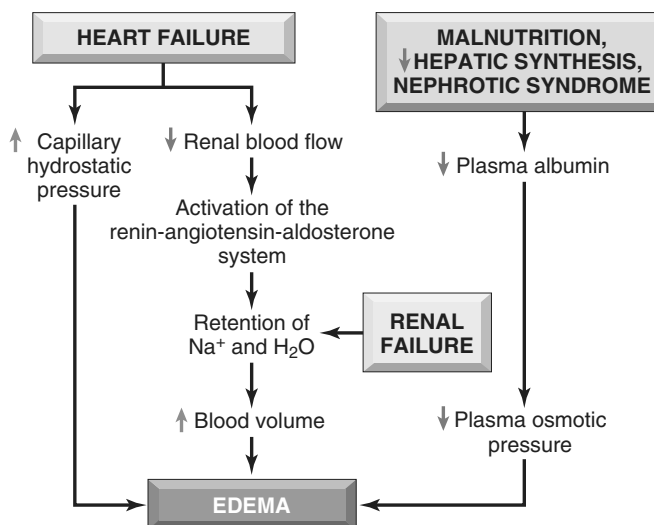 HEART FAILURE
MALNUTRITION,
↓HEPATIC SYNTHESIS,
NEPHROTIC SYNDROME
↑ Capillary
hydrostatic
pressure
↓ Renal blood flow
Activation of the
renin-angiotensin-aldosterone
system
Retention of
Na⁺ and H₂O
RENAL
FAILURE
↑ Blood volume
↓ Plasma albumin
↓ Plasma osmotic
pressure
EDEMA